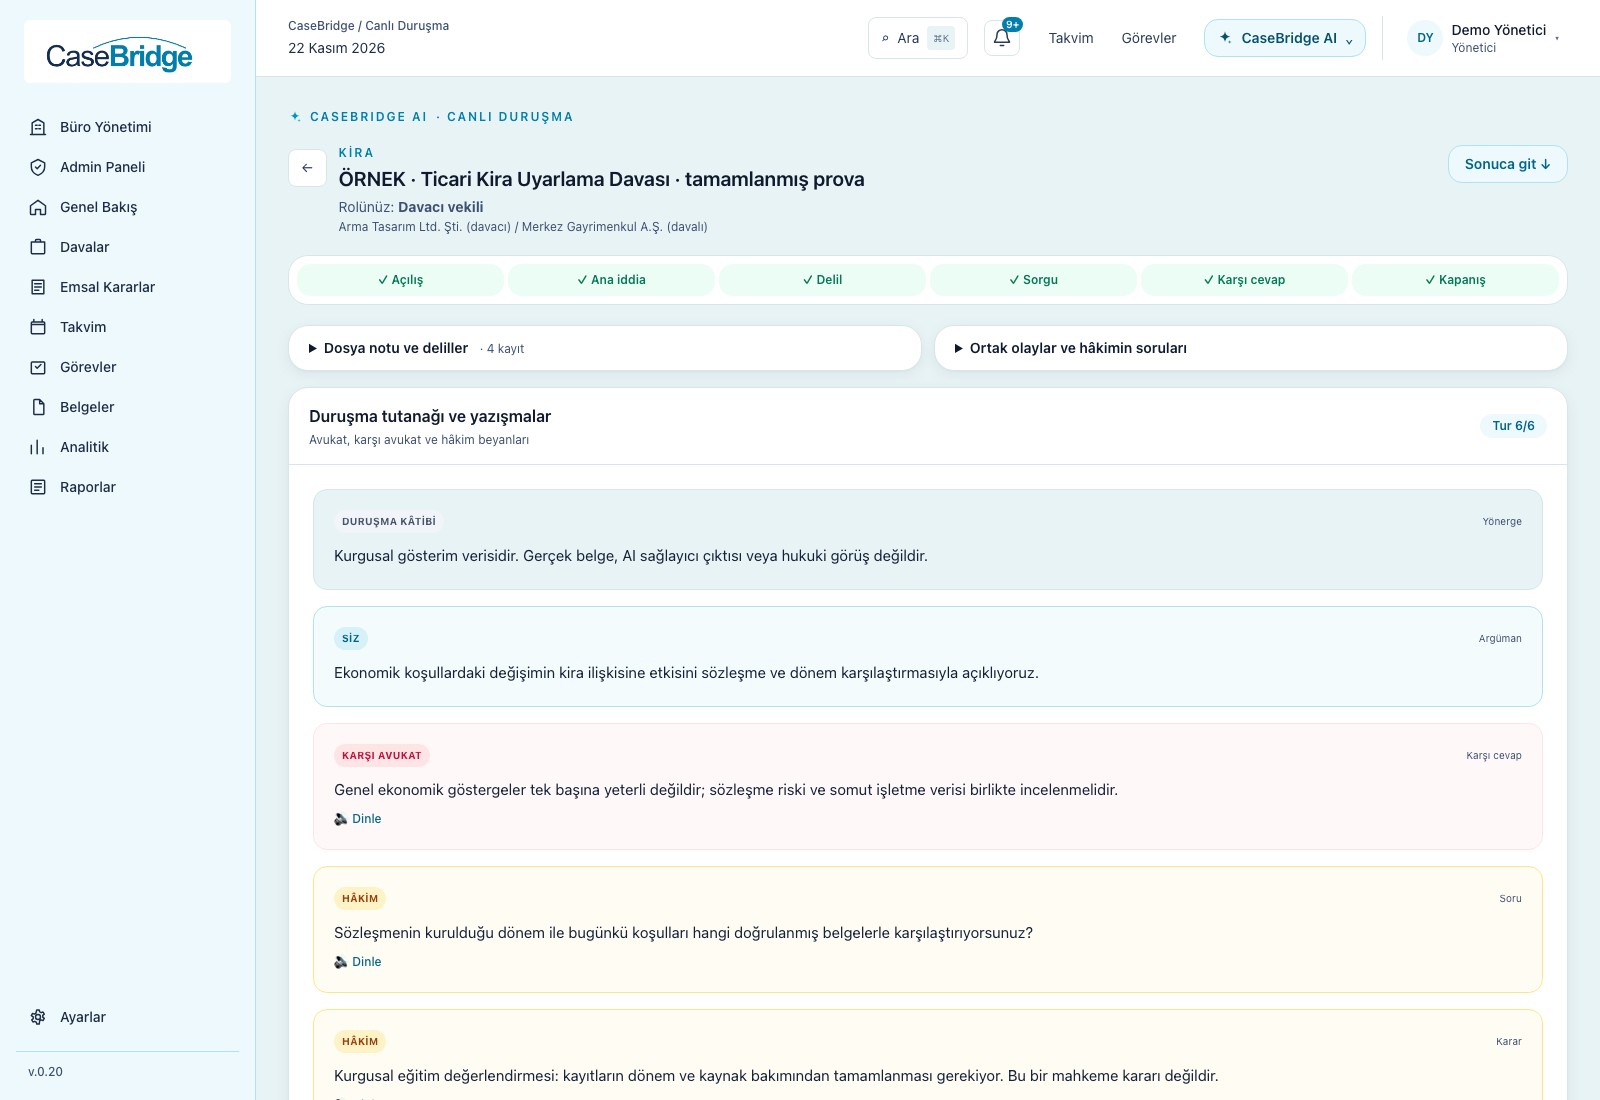 CaseBridge
Büro Yönetimi
Admin Paneli
Genel Bakış
Davalar
Emsal Kararlar
Takvim
Görevler
Belgeler
Analitik
Raporlar
Ayarlar
v.0.20
CaseBridge / Canlı Duruşma
22 Kasım 2026
Ara ⌘K
9+
Takvim
Görevler
CaseBridge AI
DY
Demo Yönetici
Yönetici
CASEBRIDGE AI · CANLI DURUŞMA
←
KİRA
ÖRNEK · Ticari Kira Uyarlama Davası · tamamlanmış prova
Rolünüz: Davacı vekili
Arma Tasarım Ltd. Şti. (davacı) / Merkez Gayrimenkul A.Ş. (davalı)
Sonuca git ↓
✓ Açılış
✓ Ana iddia
✓ Delil
✓ Sorgu
✓ Karşı cevap
✓ Kapanış
▶ Dosya notu ve deliller · 4 kayıt
▶ Ortak olaylar ve hâkimin soruları
Duruşma tutanağı ve yazışmalar
Avukat, karşı avukat ve hâkim beyanları
Tur 6/6
DURUŞMA KÂTİBİ
Yönerge
Kurgusal gösterim verisidir. Gerçek belge, AI sağlayıcı çıktısı veya hukuki görüş değildir.
SİZ
Argüman
Ekonomik koşullardaki değişimin kira ilişkisine etkisini sözleşme ve dönem karşılaştırmasıyla açıklıyoruz.
KARŞI AVUKAT
Karşı cevap
Genel ekonomik göstergeler tek başına yeterli değildir; sözleşme riski ve somut işletme verisi birlikte incelenmelidir.
🔈 Dinle
HÂKİM
Soru
Sözleşmenin kurulduğu dönem ile bugünkü koşulları hangi doğrulanmış belgelerle karşılaştırıyorsunuz?
🔈 Dinle
HÂKİM
Karar
Kurgusal eğitim değerlendirmesi: kayıtların dönem ve kaynak bakımından tamamlanması gerekiyor. Bu bir mahkeme kararı değildir.